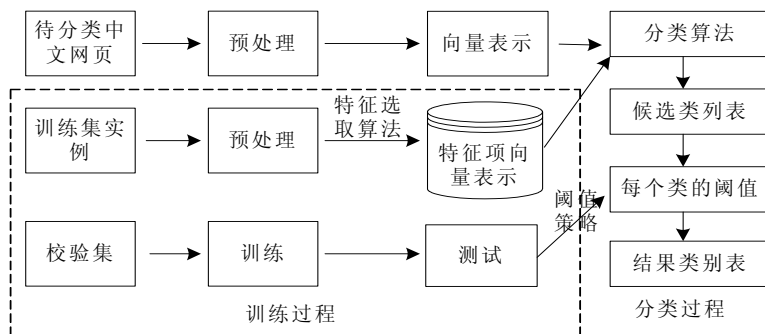 待分类中
文网页
预处理
向量表示
分类算法
训练集实
例
预处理
特征选
取算法
特征项向
量表示
候选类列表
每个类的阈值
阈值
策略
校验集
训练
测试
结果类别表
训练过程
分类过程